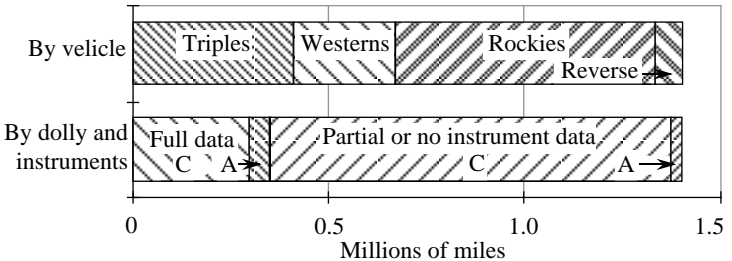 By velicle
Triples
Westerns
Rockies
Reverse
By dolly and
instruments
Full data
C
A
Partial or no instrument data
C
A
0
0.5
1.0
1.5
Millions of miles